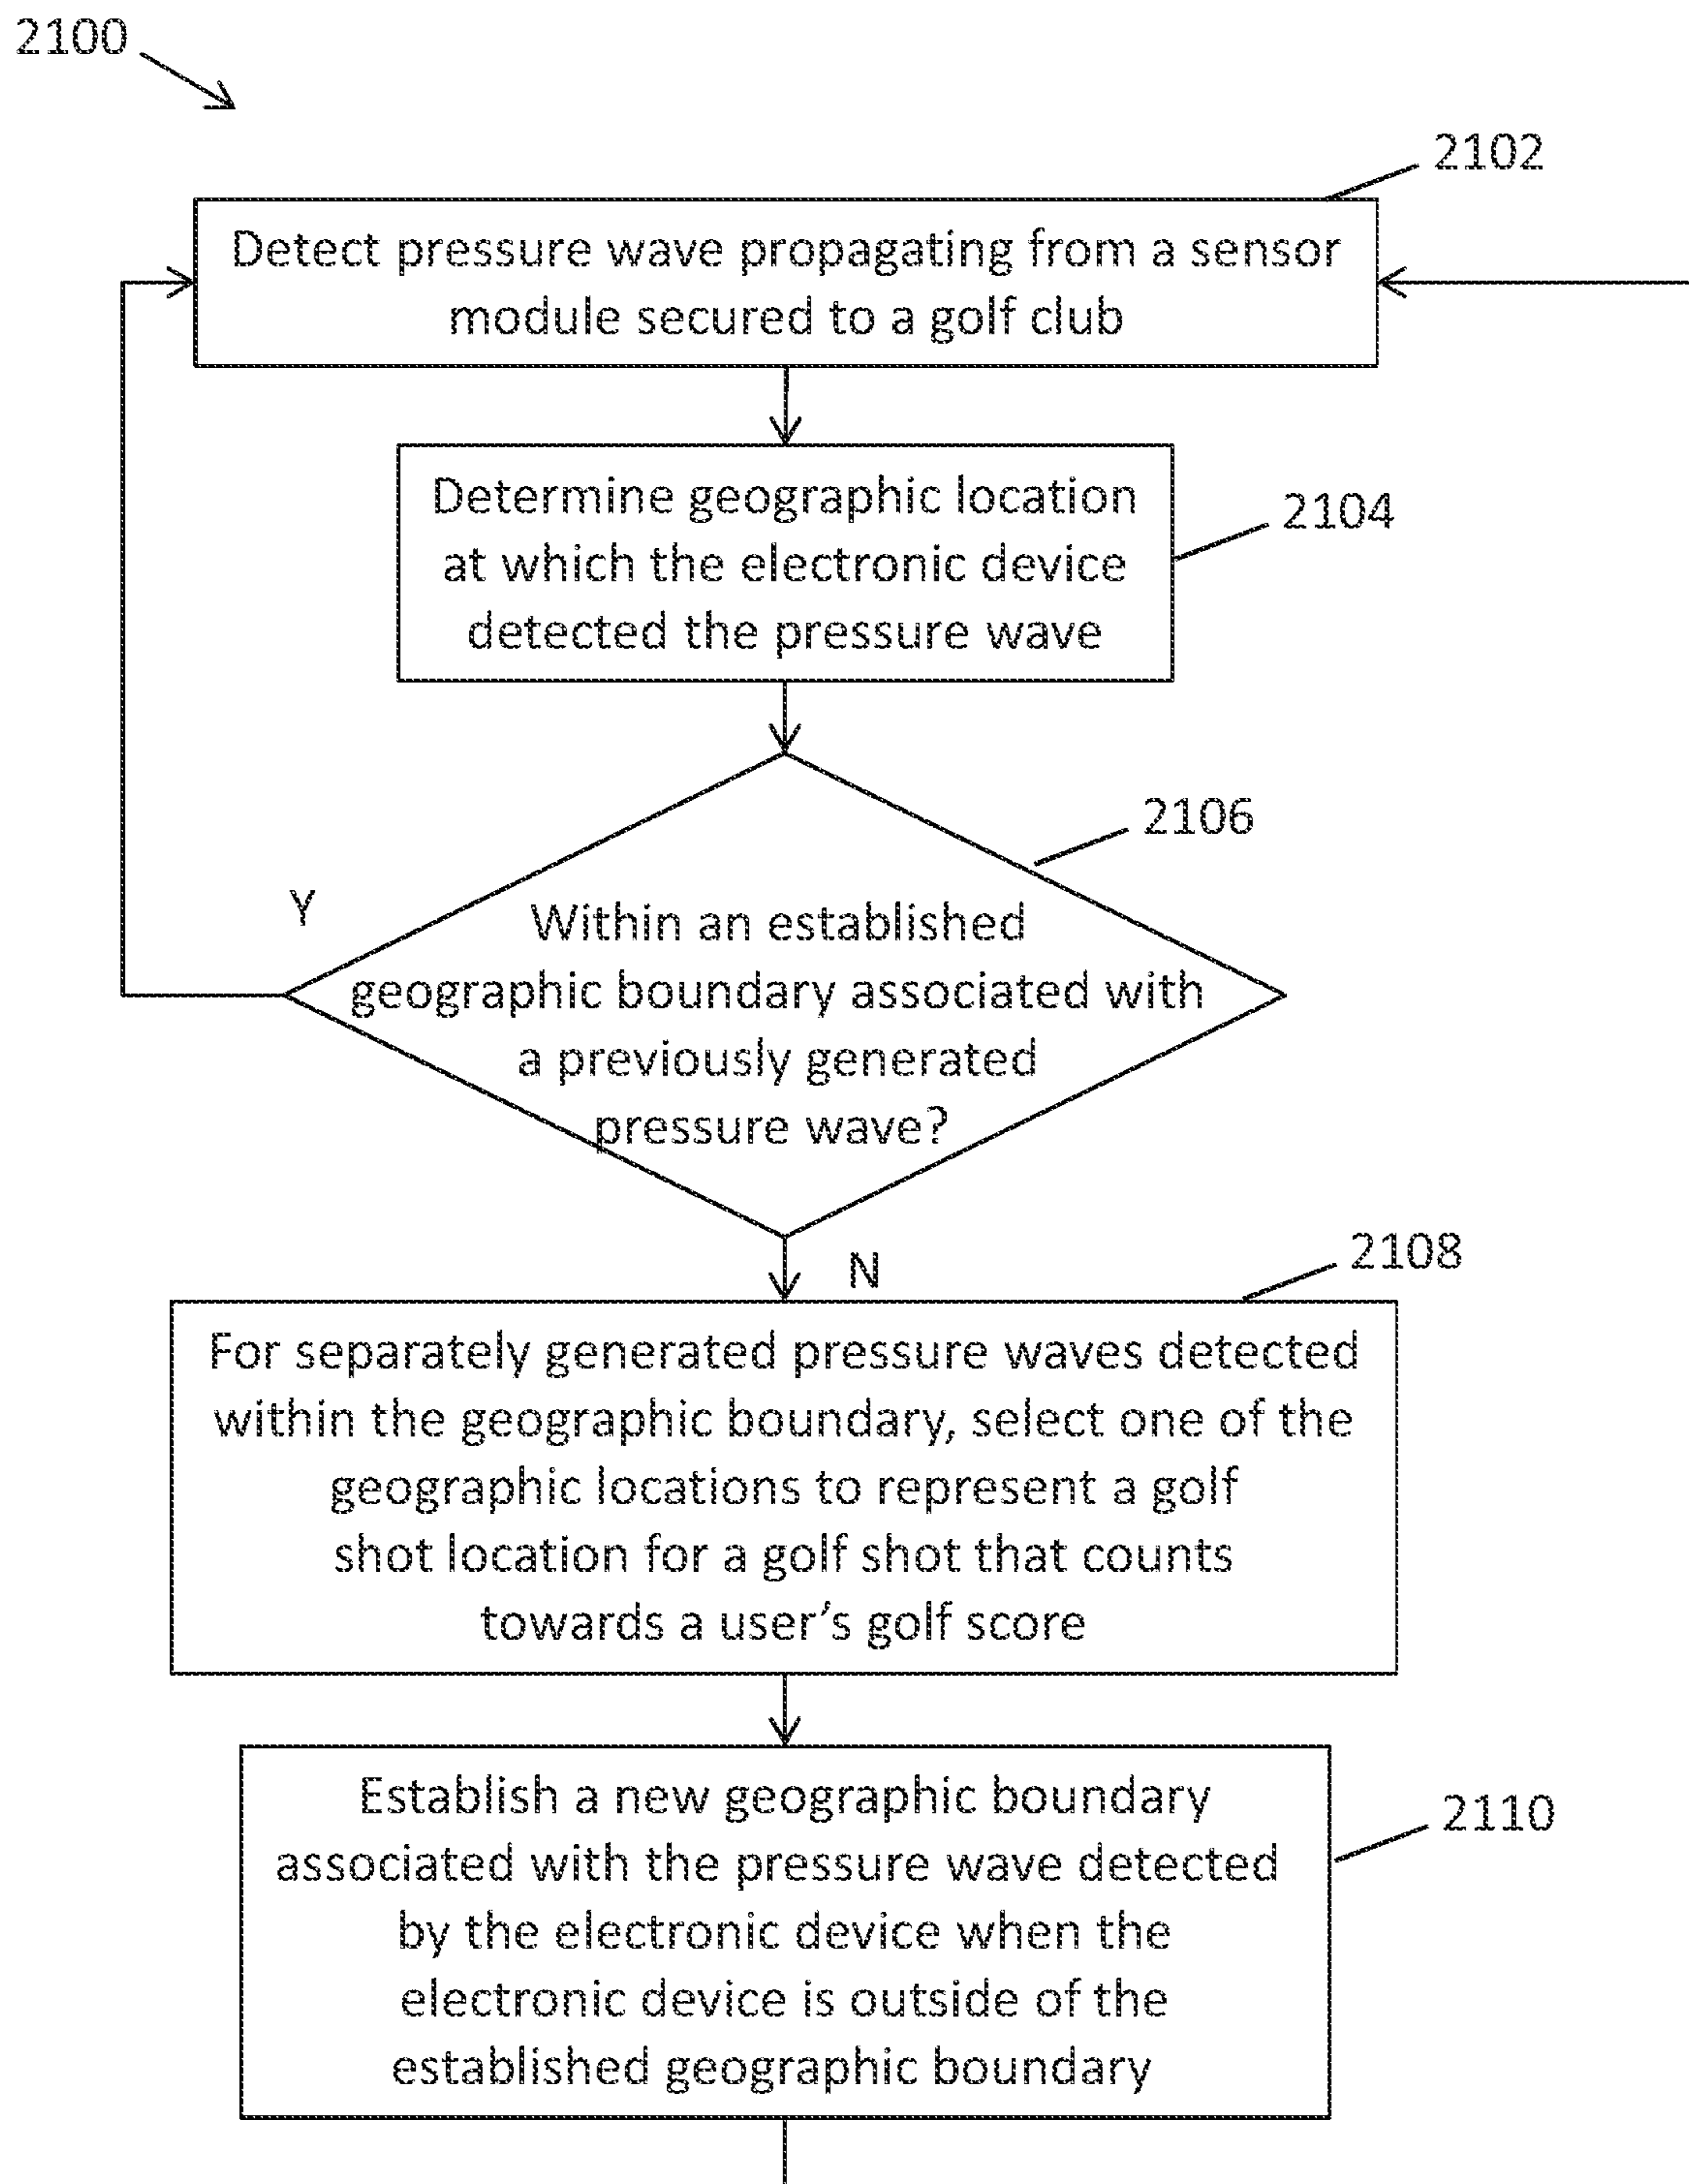 2100
2102
Detect pressure wave propagating from a sensor
module secured to a golf club
Determine geographic location
at which the electronic device
detected the pressure wave
2104
2106
Y
Within an established
geographic boundary associated with
a previously generated
pressure wave?
N
2108
For separately generated pressure waves detected
within the geographic boundary, select one of the
geographic locations to represent a golf
shot location for a golf shot that counts
towards a user's golf score
Establish a new geographic boundary
associated with the pressure wave detected
by the electronic device when the
electronic device is outside of the
established geographic boundary
2110